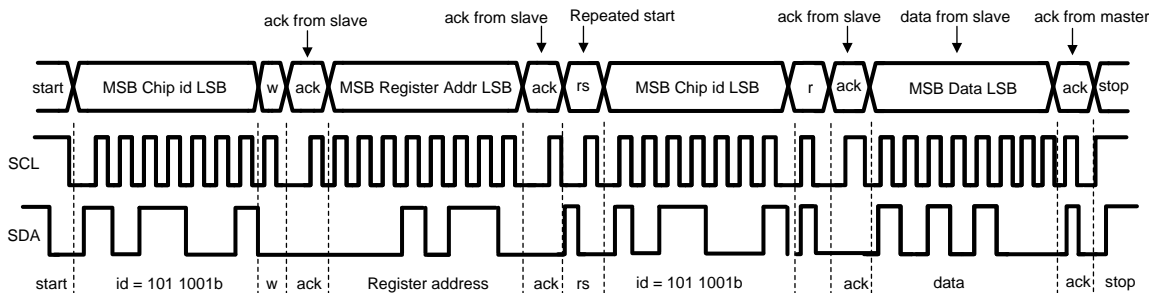 ack from slave ack from slave Repeated start ack from slave data from slave ack from master
start MSB Chip id LSB w ack MSB Register Addr LSB ack rs MSB Chip id LSB r ack MSB Data LSB ack stop
SCL
SDA
start id = 101 1001b w ack Register address ack rs id = 101 1001b ack data ack stop